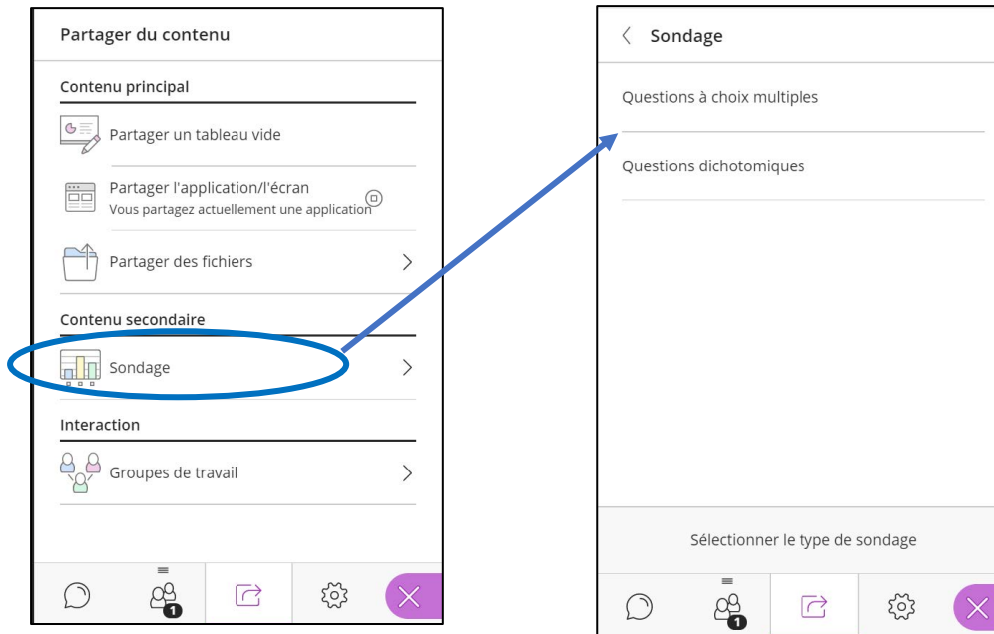 Partager du contenu
Contenu principal
Partager un tableau vide
Partager l'application/l'écran
Vous partagez actuellement une application
Partager des fichiers
Contenu secondaire
Sondage
Interaction
Groupes de travail
1
Sondage
Questions à choix multiples
Questions dichotomiques
Sélectionner le type de sondage
1